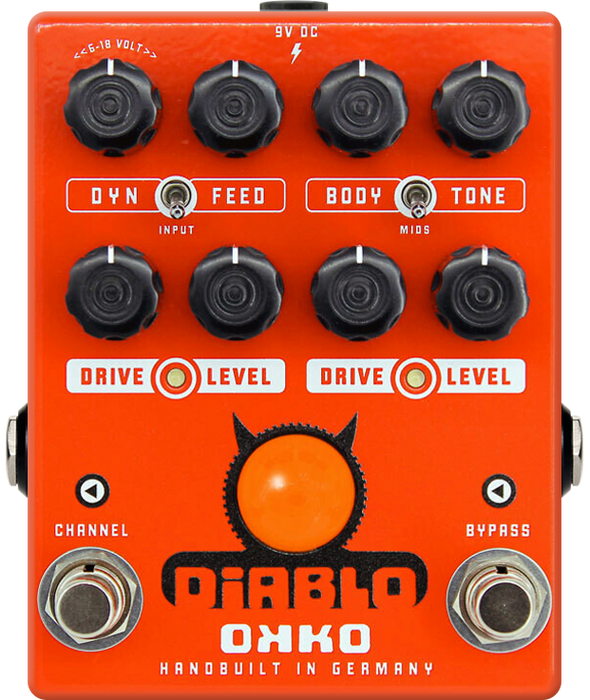 9V DC
<<6-18 VOLT>>
DYN FEED BODY TONE
INPUT MIDS
DRIVE LEVEL DRIVE LEVEL
CHANNEL BYPASS
DiABLO
OKKO
HANDBUILT IN GERMANY